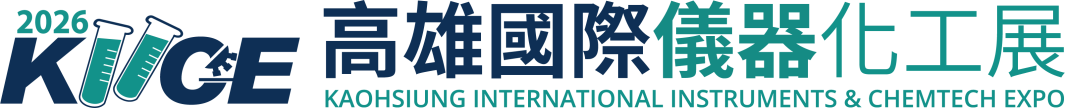 2026
KIICE
高雄國際儀器化工展
KAOHSIUNG INTERNATIONAL INSTRUMENTS & CHEMTECH EXPO